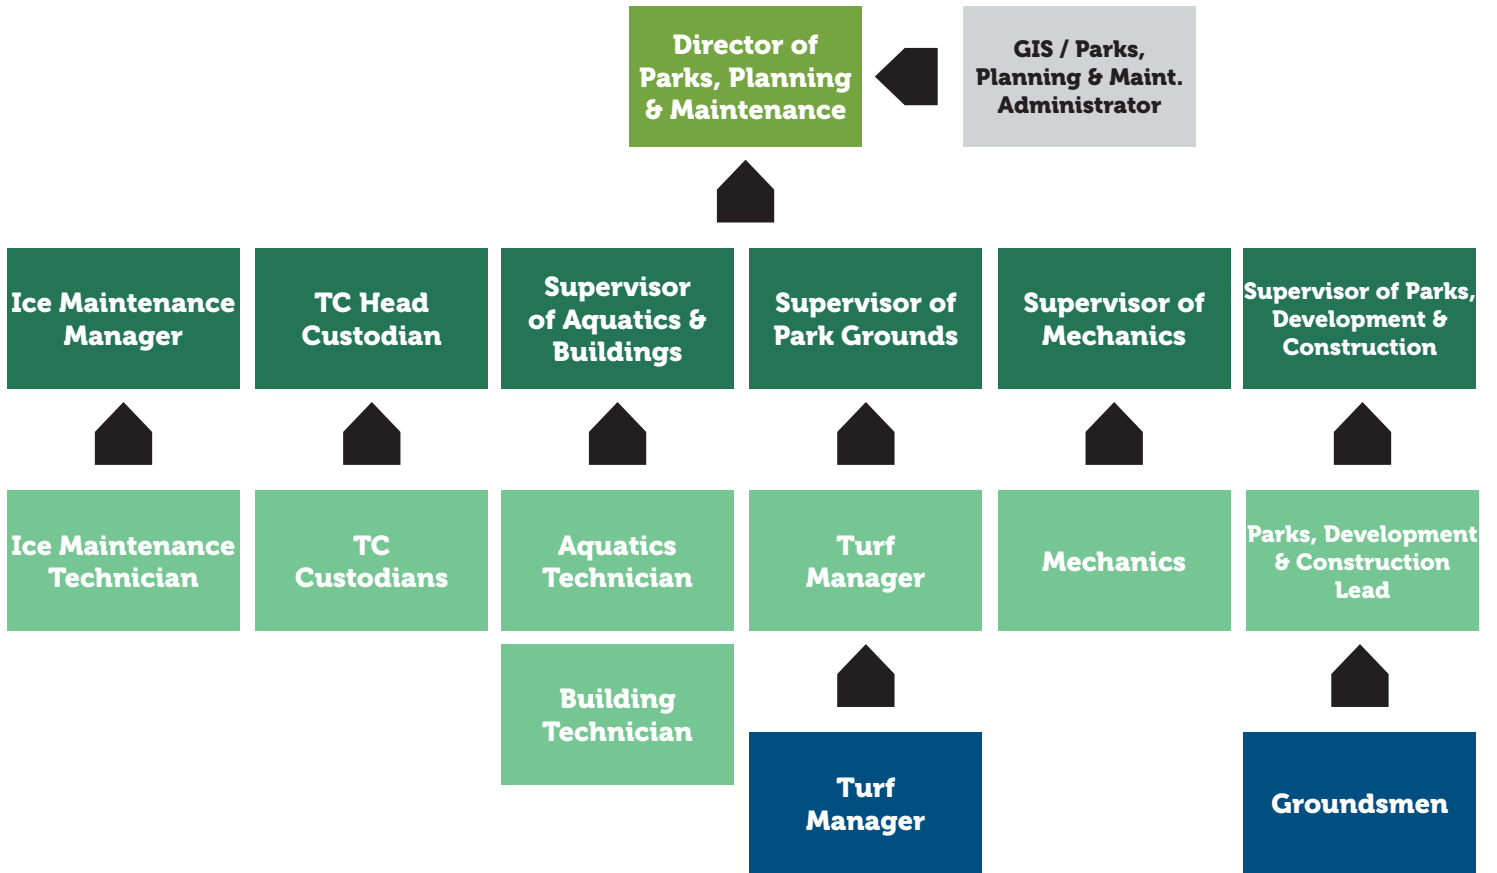 Director of
Parks, Planning
& Maintenance
GIS / Parks,
Planning & Maint.
Administrator
Ice Maintenance
Manager
TC Head
Custodian
Supervisor
of Aquatics &
Buildings
Supervisor of
Park Grounds
Supervisor of
Mechanics
Supervisor of Parks,
Development &
Construction
Ice Maintenance
Technician
TC
Custodians
Aquatics
Technician
Turf
Manager
Mechanics
Parks, Development
& Construction
Lead
Building
Technician
Turf
Manager
Groundsmen